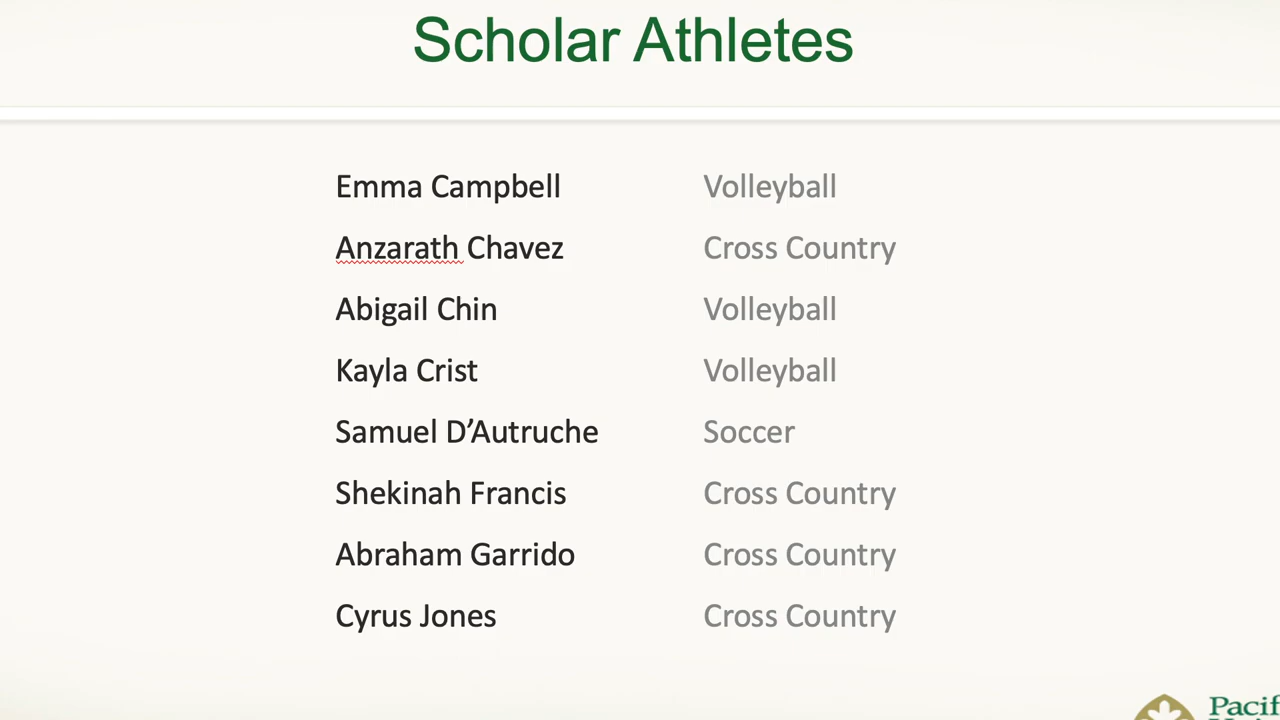 Scholar Athletes
Emma Campbell Volleyball
Anzarath Chavez Cross Country
Abigail Chin Volleyball
Kayla Crist Volleyball
Samuel D’Autruche Soccer
Shekinah Francis Cross Country
Abraham Garrido Cross Country
Cyrus Jones Cross Country
Pacif